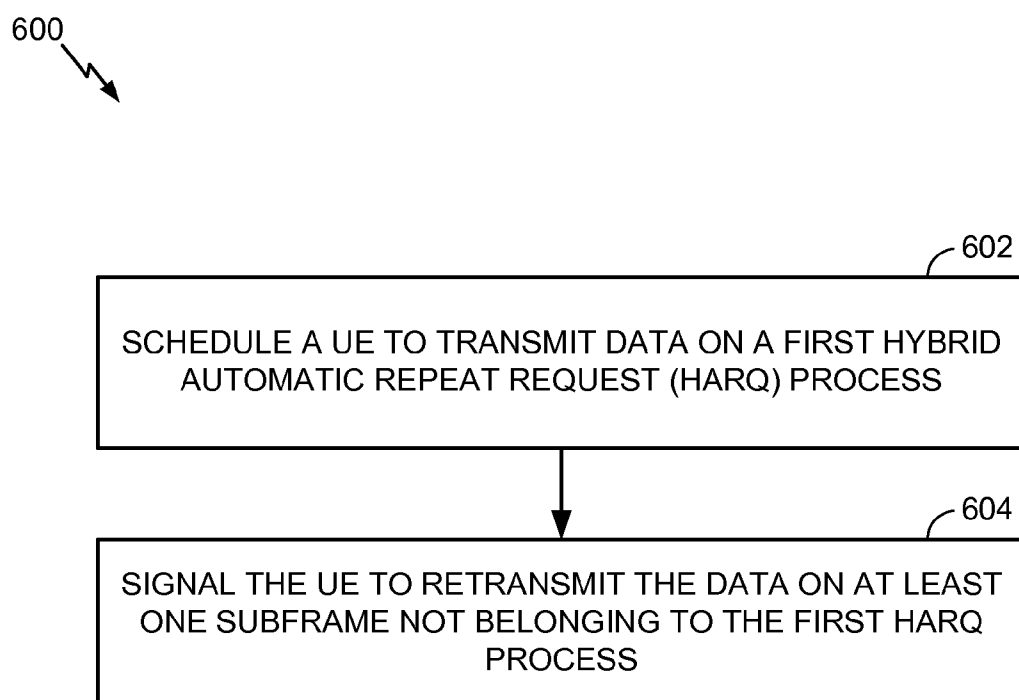 600
602
SCHEDULE A UE TO TRANSMIT DATA ON A FIRST HYBRID
AUTOMATIC REPEAT REQUEST (HARQ) PROCESS
604
SIGNAL THE UE TO RETRANSMIT THE DATA ON AT LEAST
ONE SUBFRAME NOT BELONGING TO THE FIRST HARQ
PROCESS